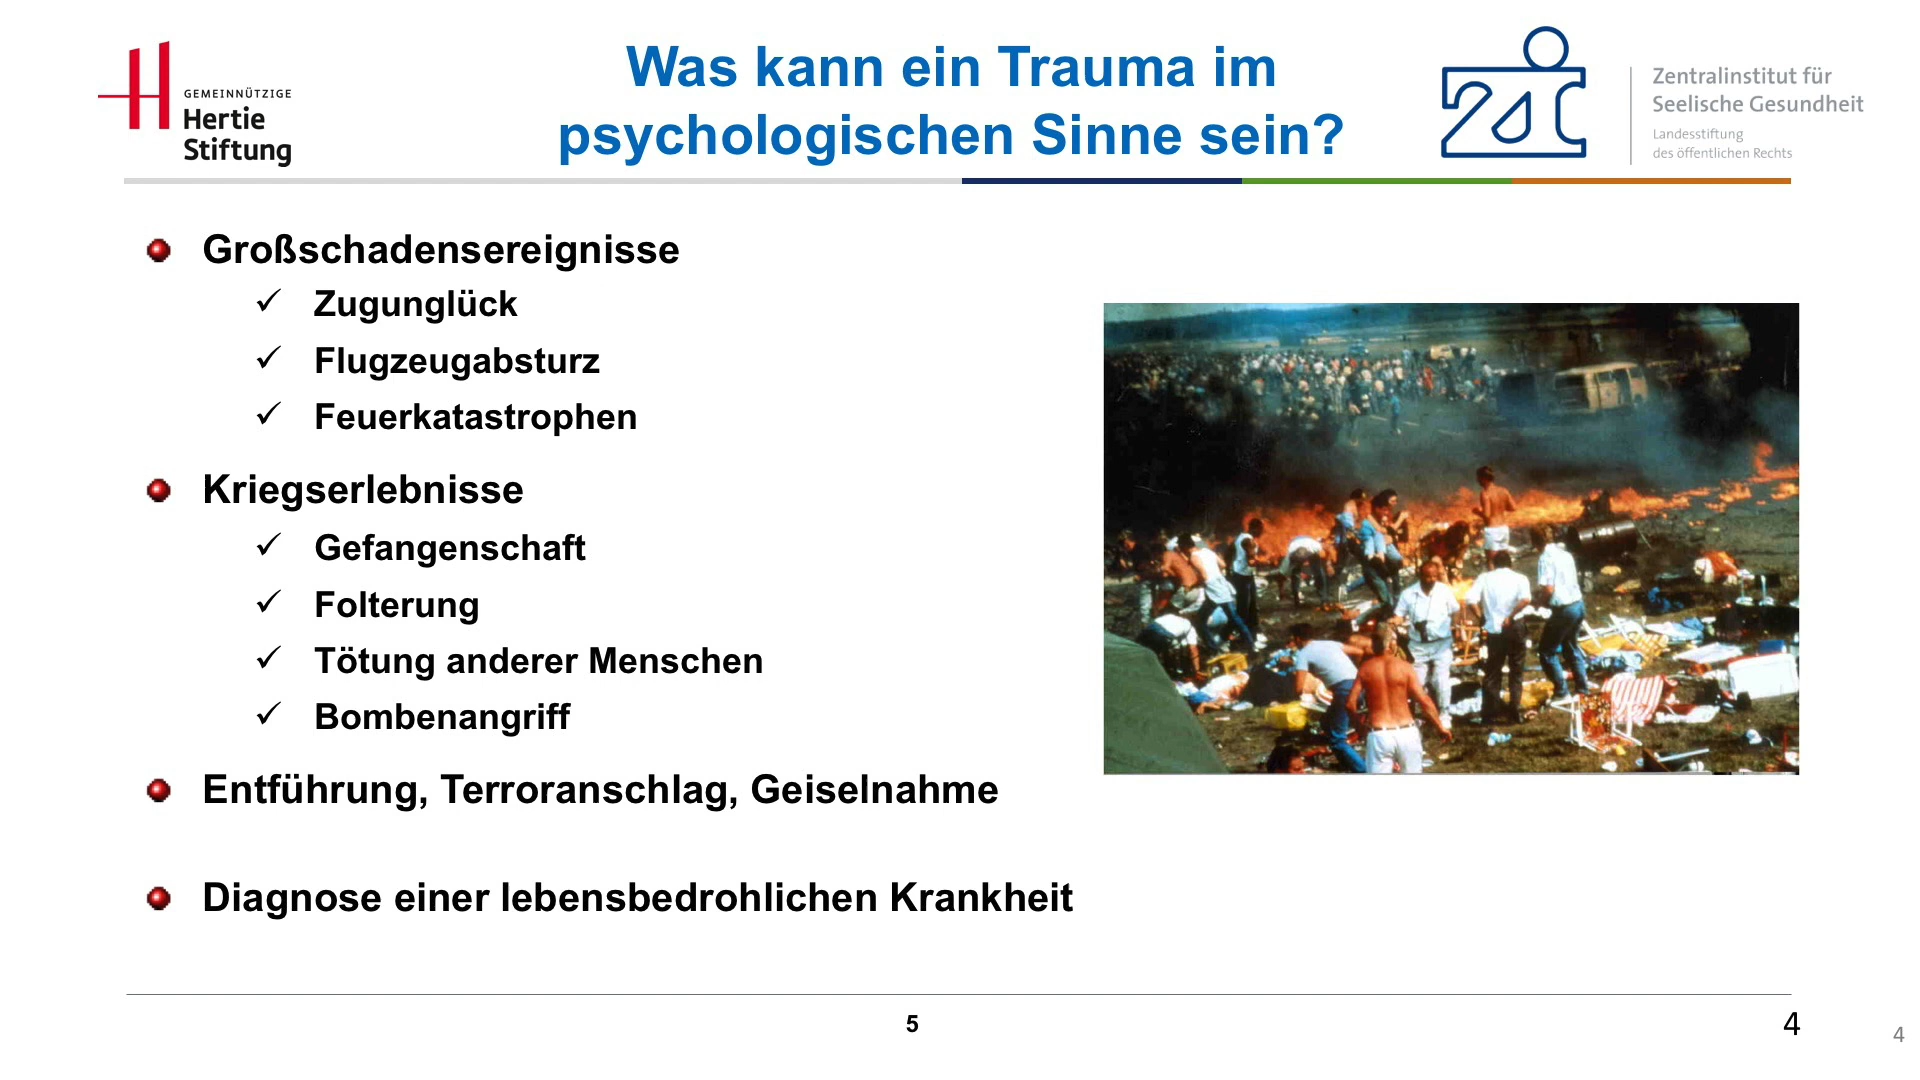 GEMEINNÜTZIGE
Hertie
Stiftung
Was kann ein Trauma im
psychologischen Sinne sein?
Zentralinstitut für
Seelische Gesundheit
Landesstiftung
des öffentlichen Rechts
Großschadensereignisse
✓ Zugunglück
✓ Flugzeugabsturz
✓ Feuerkatastrophen
Kriegserlebnisse
✓ Gefangenschaft
✓ Folterung
✓ Tötung anderer Menschen
✓ Bombenangriff
Entführung, Terroranschlag, Geiselnahme
Diagnose einer lebensbedrohlichen Krankheit
5
4
4